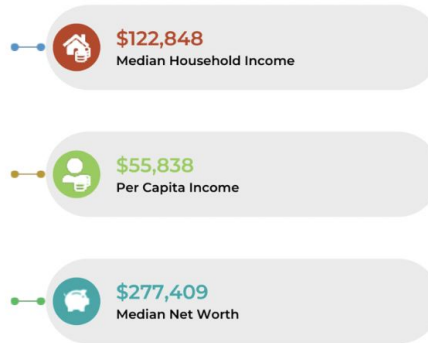 $122,848
Median Household Income
$55,838
Per Capita Income
$277,409
Median Net Worth